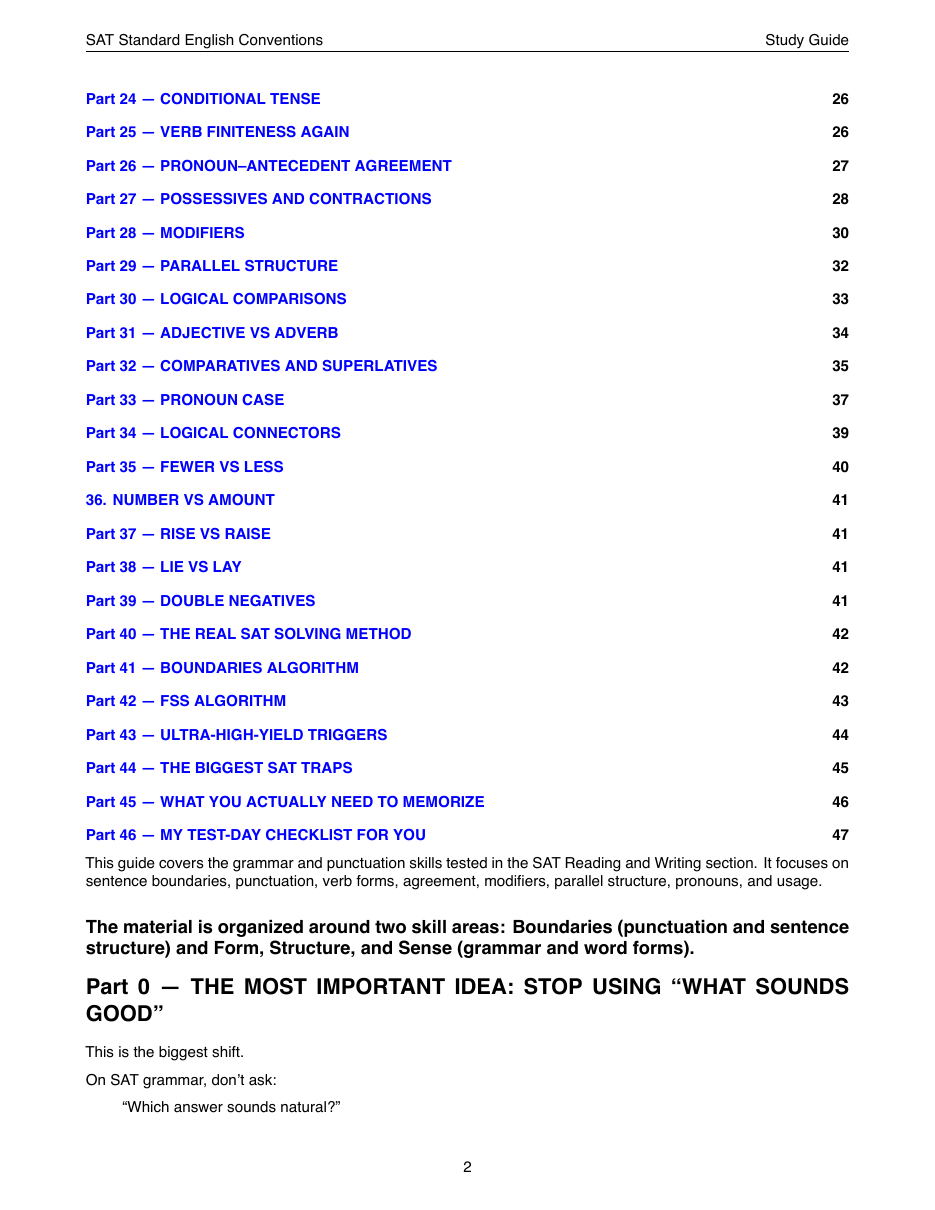 SAT Standard English Conventions Study Guide
Part 24 — CONDITIONAL TENSE 26
Part 25 — VERB FINITENESS AGAIN 26
Part 26 — PRONOUN–ANTECEDENT AGREEMENT 27
Part 27 — POSSESSIVES AND CONTRACTIONS 28
Part 28 — MODIFIERS 30
Part 29 — PARALLEL STRUCTURE 32
Part 30 — LOGICAL COMPARISONS 33
Part 31 — ADJECTIVE VS ADVERB 34
Part 32 — COMPARATIVES AND SUPERLATIVES 35
Part 33 — PRONOUN CASE 37
Part 34 — LOGICAL CONNECTORS 39
Part 35 — FEWER VS LESS 40
36. NUMBER VS AMOUNT 41
Part 37 — RISE VS RAISE 41
Part 38 — LIE VS LAY 41
Part 39 — DOUBLE NEGATIVES 41
Part 40 — THE REAL SAT SOLVING METHOD 42
Part 41 — BOUNDARIES ALGORITHM 42
Part 42 — FSS ALGORITHM 43
Part 43 — ULTRA-HIGH-YIELD TRIGGERS 44
Part 44 — THE BIGGEST SAT TRAPS 45
Part 45 — WHAT YOU ACTUALLY NEED TO MEMORIZE 46
Part 46 — MY TEST-DAY CHECKLIST FOR YOU 47
This guide covers the grammar and punctuation skills tested in the SAT Reading and Writing section. It focuses on
sentence boundaries, punctuation, verb forms, agreement, modifiers, parallel structure, pronouns, and usage.
The material is organized around two skill areas: Boundaries (punctuation and sentence
structure) and Form, Structure, and Sense (grammar and word forms).
Part 0 — THE MOST IMPORTANT IDEA: STOP USING “WHAT SOUNDS
GOOD”
This is the biggest shift.
On SAT grammar, don’t ask:
“Which answer sounds natural?”
2